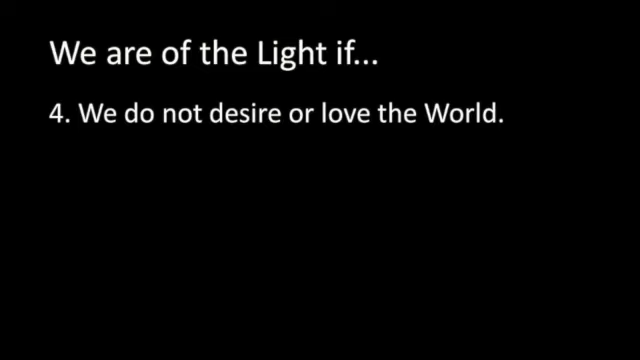 We are of the Light if...
4. We do not desire or love the World.